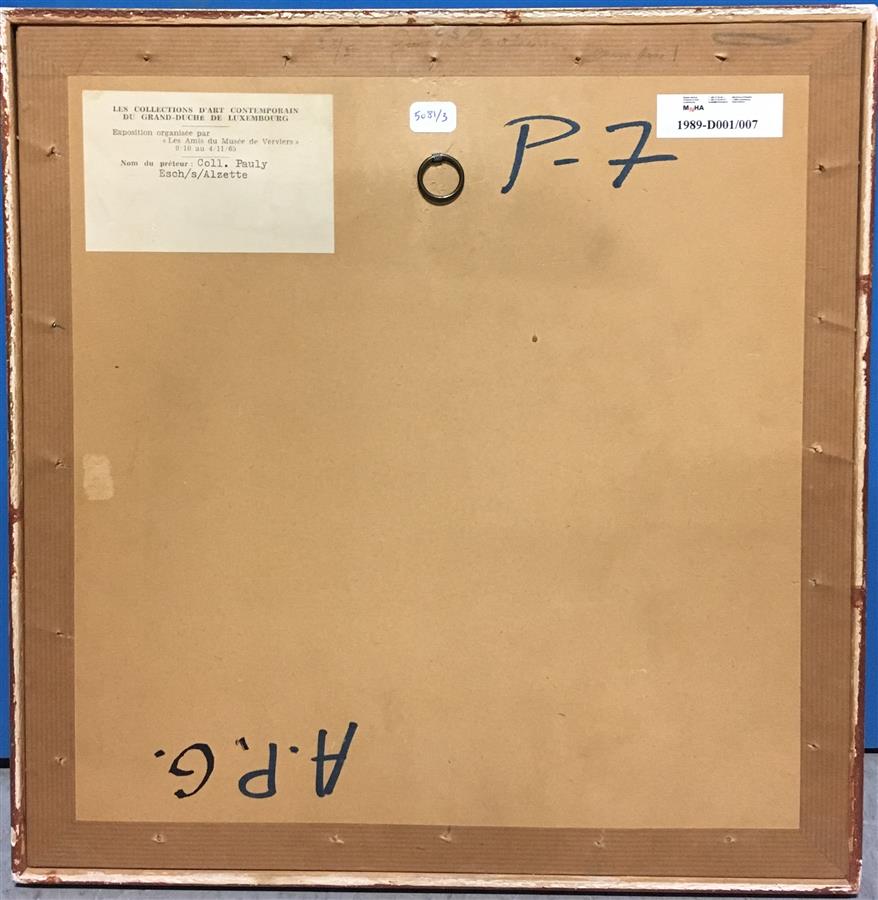 LES COLLECTIONS D'ART CONTEMPORAIN
DU GRAND-DUCHE DE LUXEMBOURG
Exposition organisée par
« Les Amis du Musée de Verviers »
9/10 au 4/11/65
Nom du prêteur : Coll. Pauly
Esch/s/Alzette
5081/3
P-7
1989-D001/007
A.P.G.